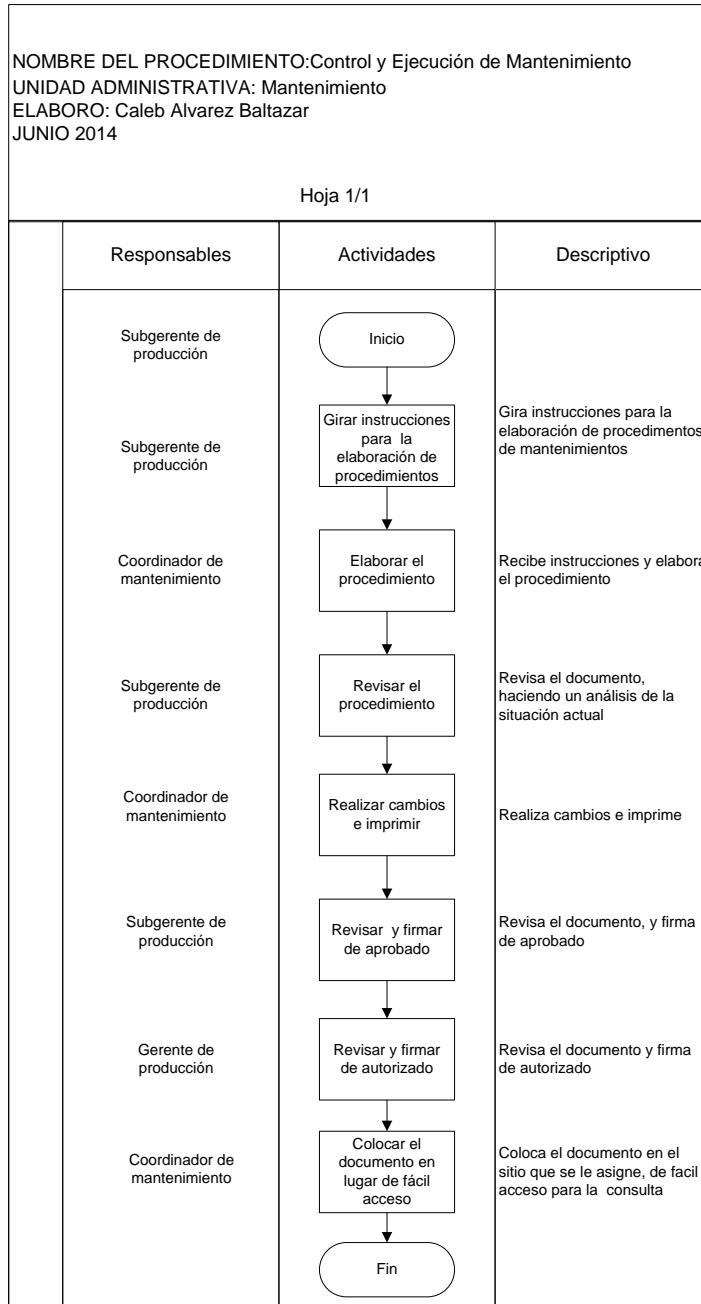 NOMBRE DEL PROCEDIMIENTO:Control y Ejecución de Mantenimiento
UNIDAD ADMINISTRATIVA: Mantenimiento
ELABORO: Caleb Alvarez Baltazar
JUNIO 2014
Hoja 1/1
Responsables
Actividades
Descriptivo
Subgerente de
producción
Inicio
Subgerente de
producción
Girar instrucciones
para la
elaboración de
procedimientos
Gira instrucciones para la
elaboración de procedimentos
de mantenimientos
Coordinador de
mantenimiento
Elaborar el
procedimiento
Recibe instrucciones y elabora
el procedimiento
Subgerente de
producción
Revisar el
procedimiento
Revisa el documento,
haciendo un análisis de la
situación actual
Coordinador de
mantenimiento
Realizar cambios
e imprimir
Realiza cambios e imprime
Subgerente de
producción
Revisar y firmar
de aprobado
Revisa el documento, y firma
de aprobado
Gerente de
producción
Revisar y firmar
de autorizado
Revisa el documento y firma
de autorizado
Coordinador de
mantenimiento
Colocar el
documento en
lugar de fácil
acceso
Coloca el documento en el
sitio que se le asigne, de facil
acceso para la consulta
Fin